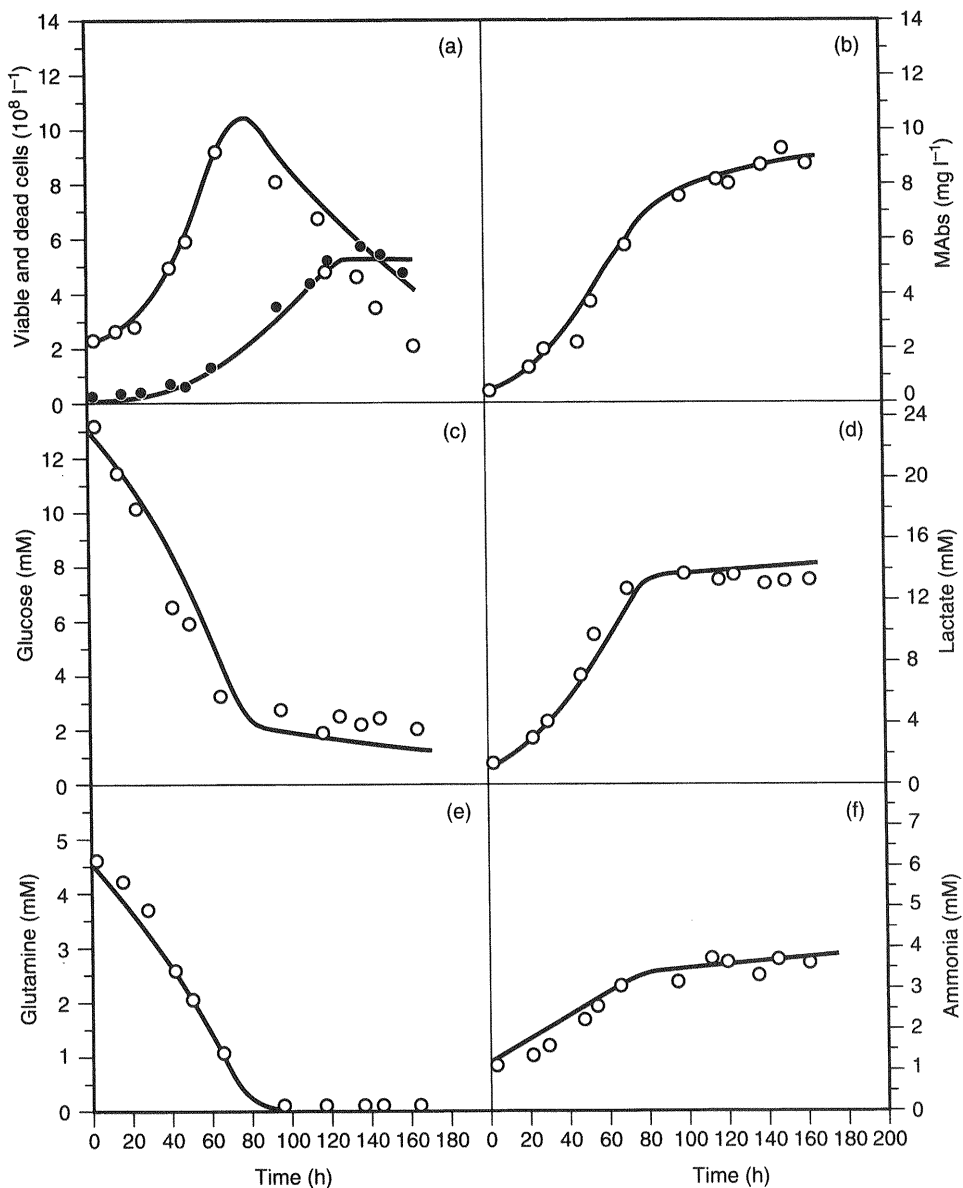 (a)
Viable and dead cells (10⁸ l⁻¹)
14
12
10
8
6
4
2
0
(b)
MAbs (mg l⁻¹)
14
12
10
8
6
4
2
0
(c)
Glucose (mM)
12
10
8
6
4
2
0
(d)
Lactate (mM)
24
20
16
12
8
4
0
(e)
Glutamine (mM)
5
4
3
2
1
0
(f)
Ammonia (mM)
7
6
5
4
3
2
1
0
0 20 40 60 80 100 120 140 160 180
Time (h)
0 20 40 60 80 100 120 140 160 180 200
Time (h)